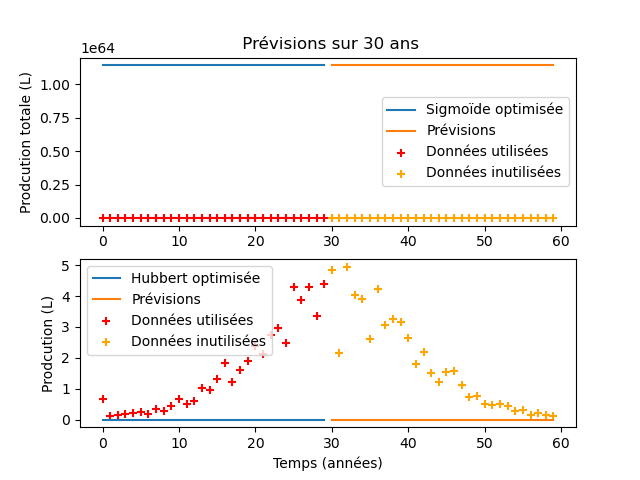 Prévisions sur 30 ans
1e64
Prodcution totale (L)
1.00
0.75
0.50
0.25
0.00
Sigmoïde optimisée
Prévisions
Données utilisées
Données inutilisées
0 10 20 30 40 50 60
Prodcution (L)
5
4
3
2
1
0
Hubbert optimisée
Prévisions
Données utilisées
Données inutilisées
0 10 20 30 40 50 60
Temps (années)